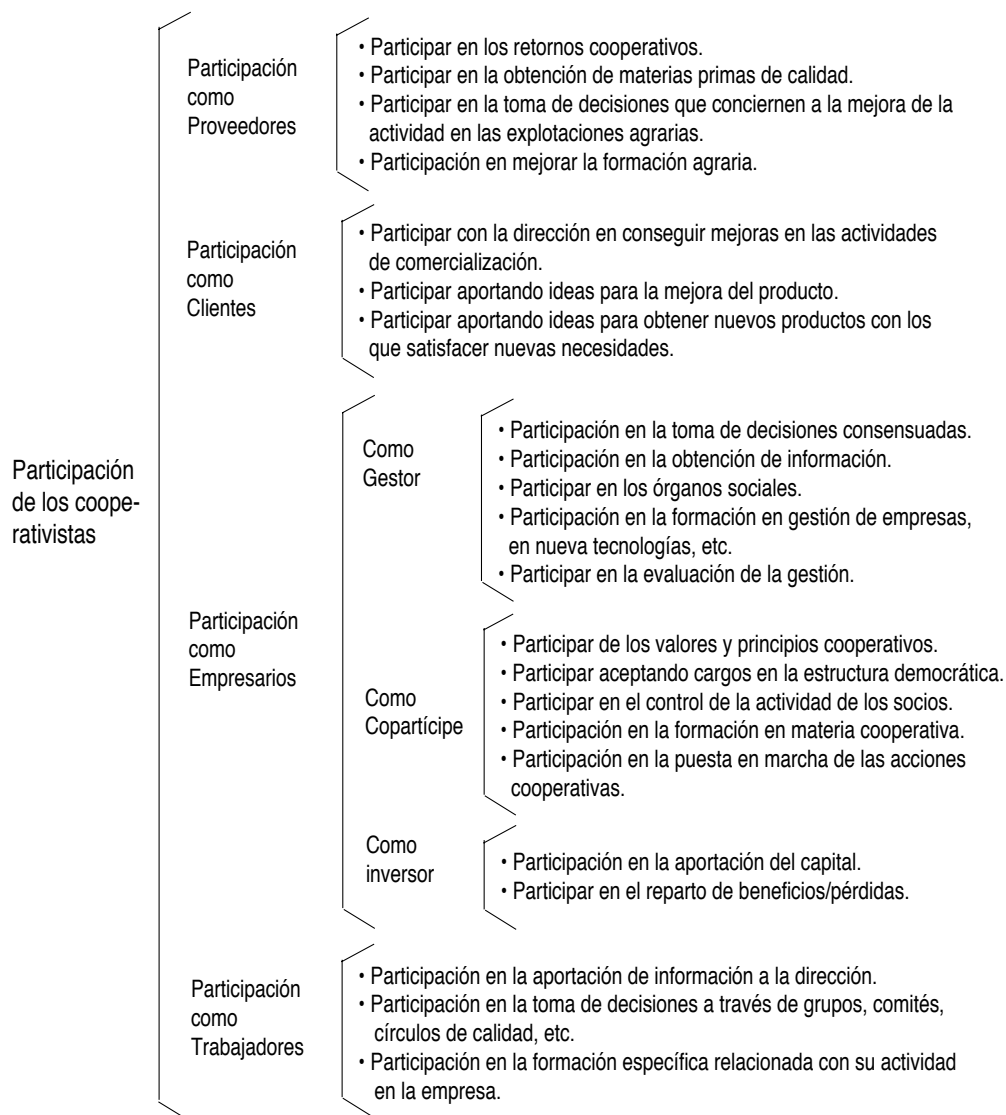 Participación
de los coope-
rativistas
Participación
como
Proveedores
• Participar en los retornos cooperativos.
• Participar en la obtención de materias primas de calidad.
• Participar en la toma de decisiones que conciernen a la mejora de la
actividad en las explotaciones agrarias.
• Participación en mejorar la formación agraria.
Participación
como
Clientes
• Participar con la dirección en conseguir mejoras en las actividades
de comercialización.
• Participar aportando ideas para la mejora del producto.
• Participar aportando ideas para obtener nuevos productos con los
que satisfacer nuevas necesidades.
Participación
como
Empresarios
Como
Gestor
• Participación en la toma de decisiones consensuadas.
• Participación en la obtención de información.
• Participar en los órganos sociales.
• Participación en la formación en gestión de empresas,
en nueva tecnologías, etc.
• Participar en la evaluación de la gestión.
Como
Copartícipe
• Participar de los valores y principios cooperativos.
• Participar aceptando cargos en la estructura democrática.
• Participar en el control de la actividad de los socios.
• Participación en la formación en materia cooperativa.
• Participación en la puesta en marcha de las acciones
cooperativas.
Como
inversor
• Participación en la aportación del capital.
• Participar en el reparto de beneficios/pérdidas.
Participación
como
Trabajadores
• Participación en la aportación de información a la dirección.
• Participación en la toma de decisiones a través de grupos, comités,
círculos de calidad, etc.
• Participación en la formación específica relacionada con su actividad
en la empresa.